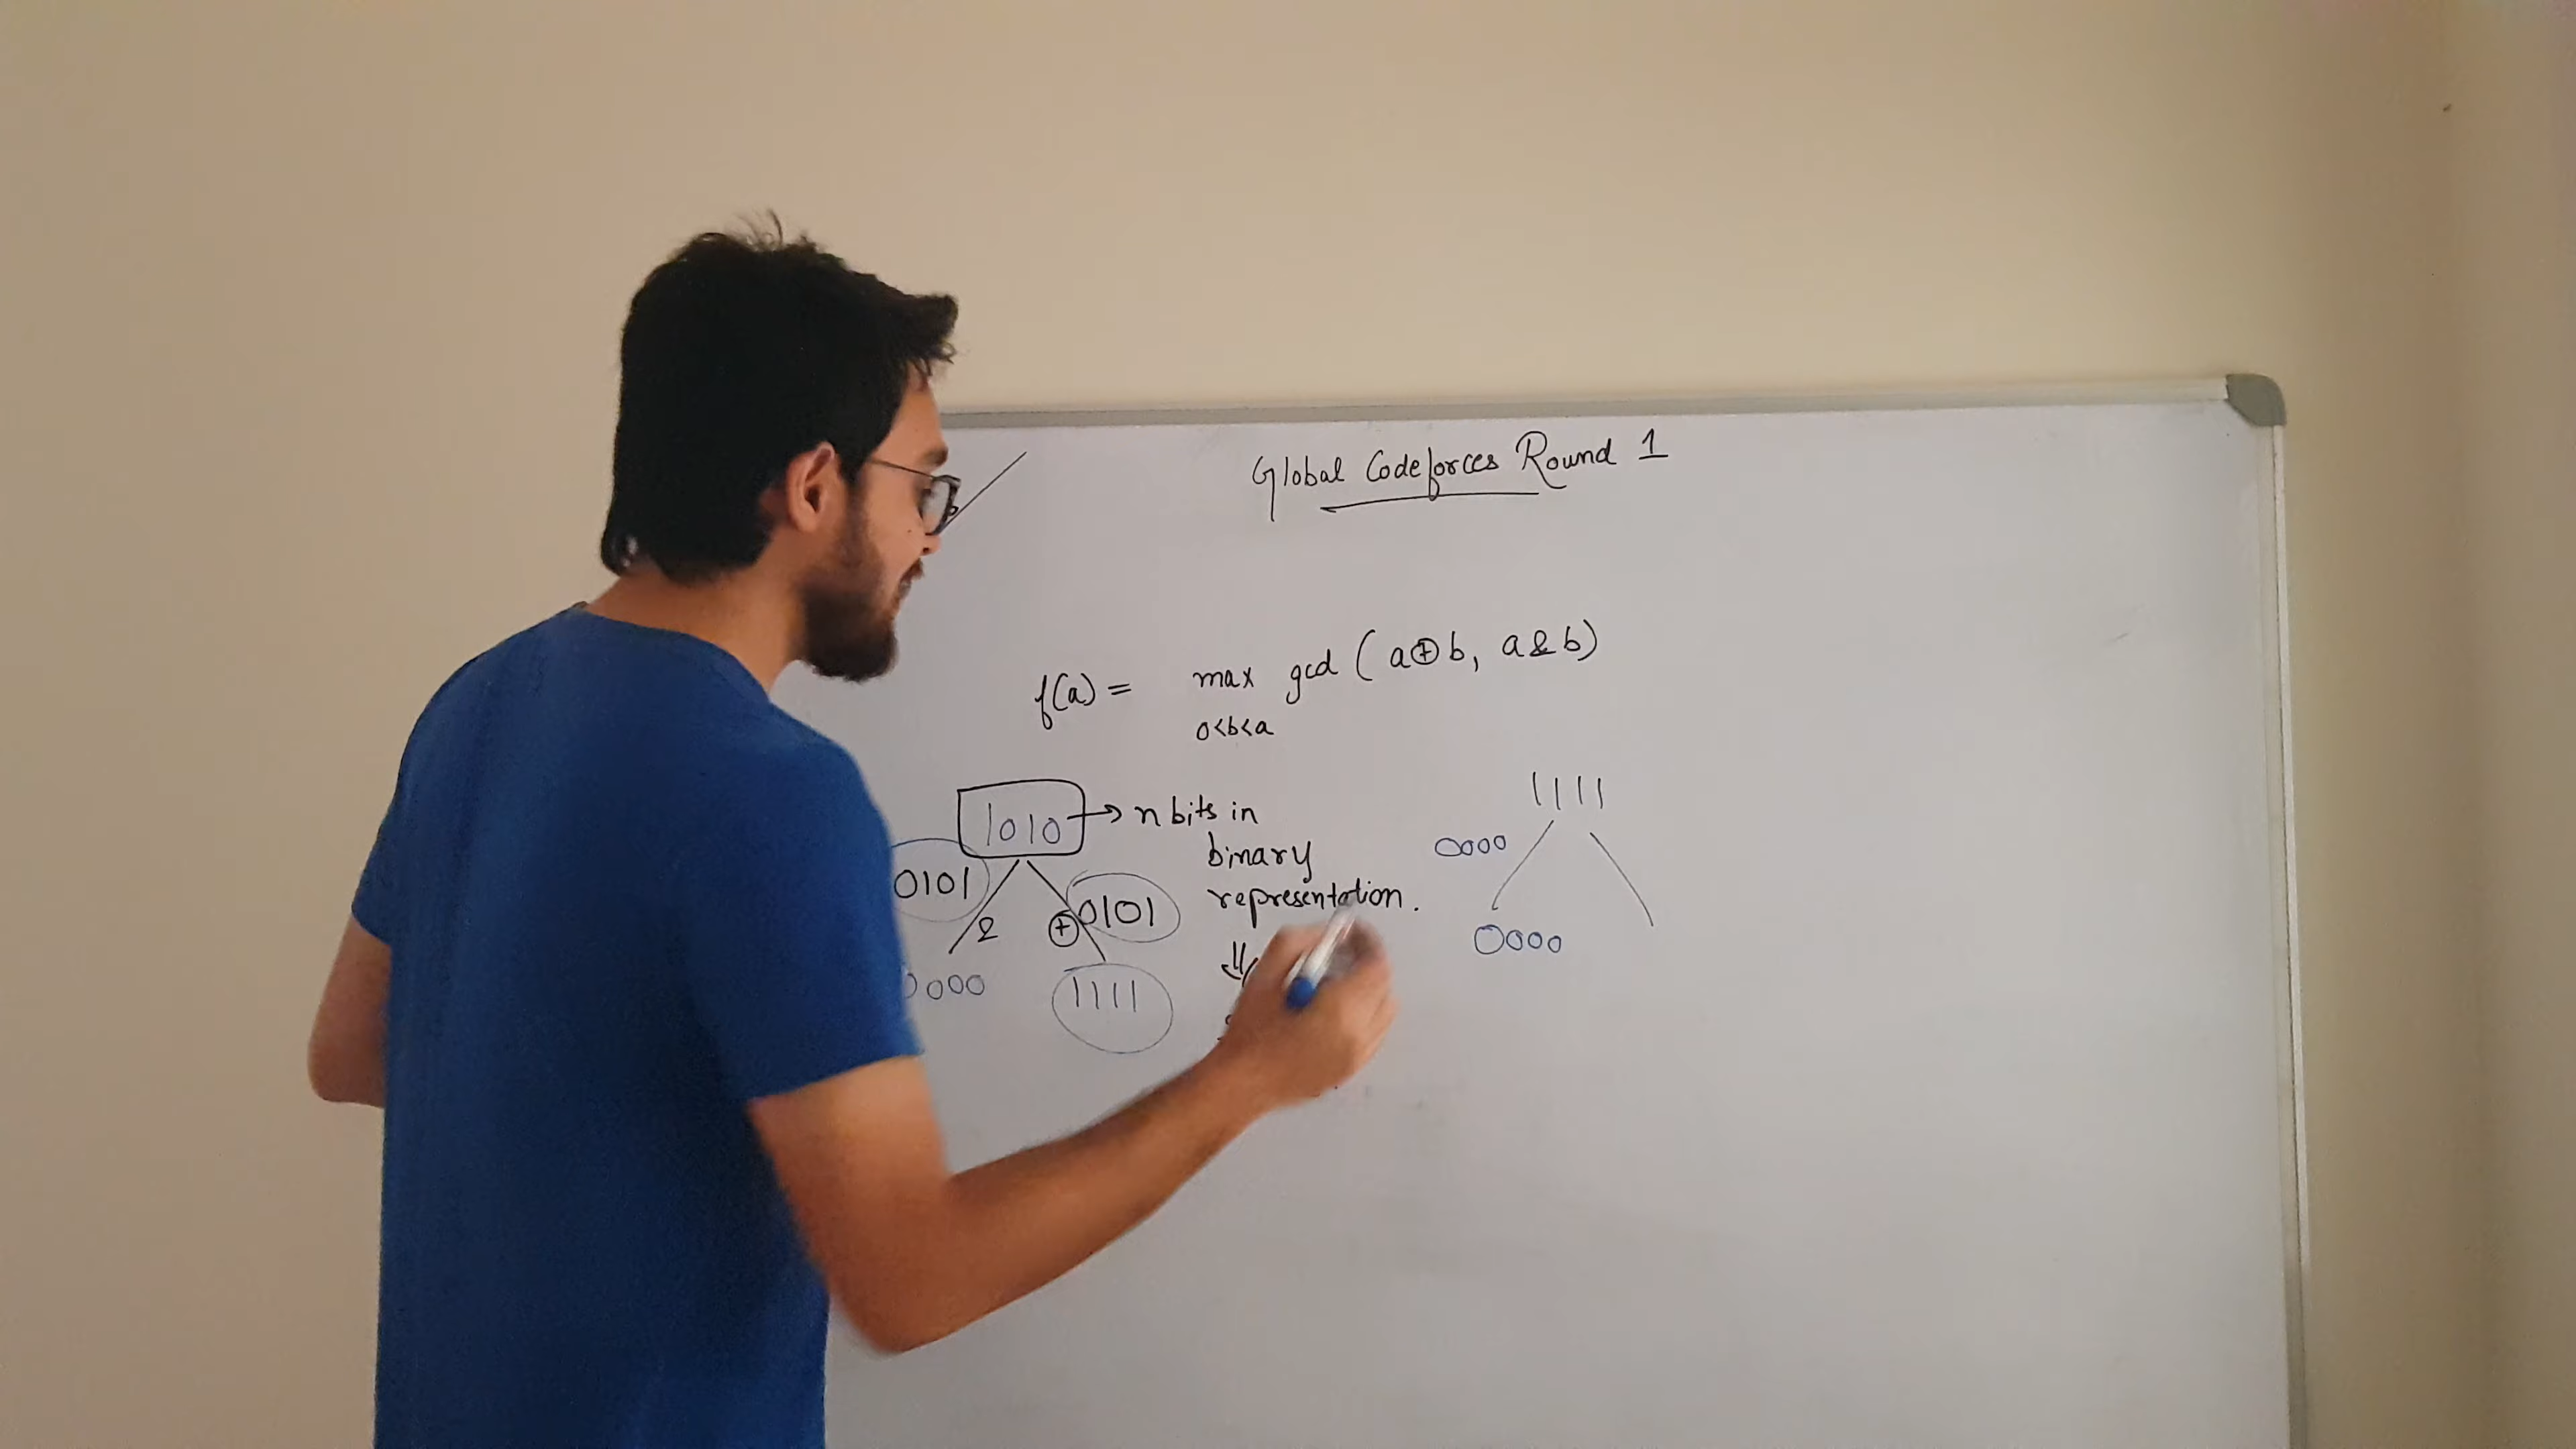 Global Codeforces Round 1
f(a) = max gcd ( a⊕b, a&b)
0<b<a
1010 → n bits in
binary
representation.
0101
&
⊕ 0101
0000
1111
⇓
1111
0000
0000